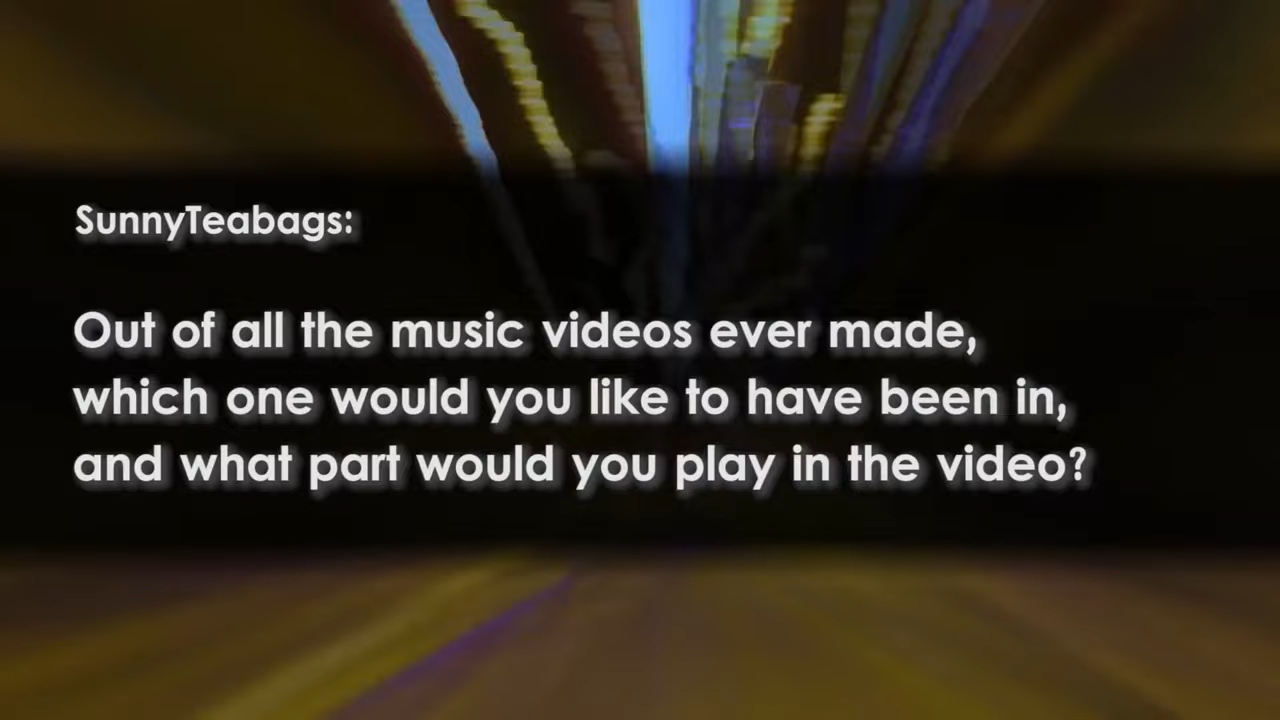 SunnyTeabags:
Out of all the music videos ever made,
which one would you like to have been in,
and what part would you play in the video?